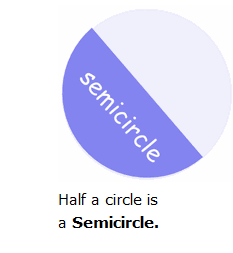 semicircle
Half a circle is
a Semicircle.